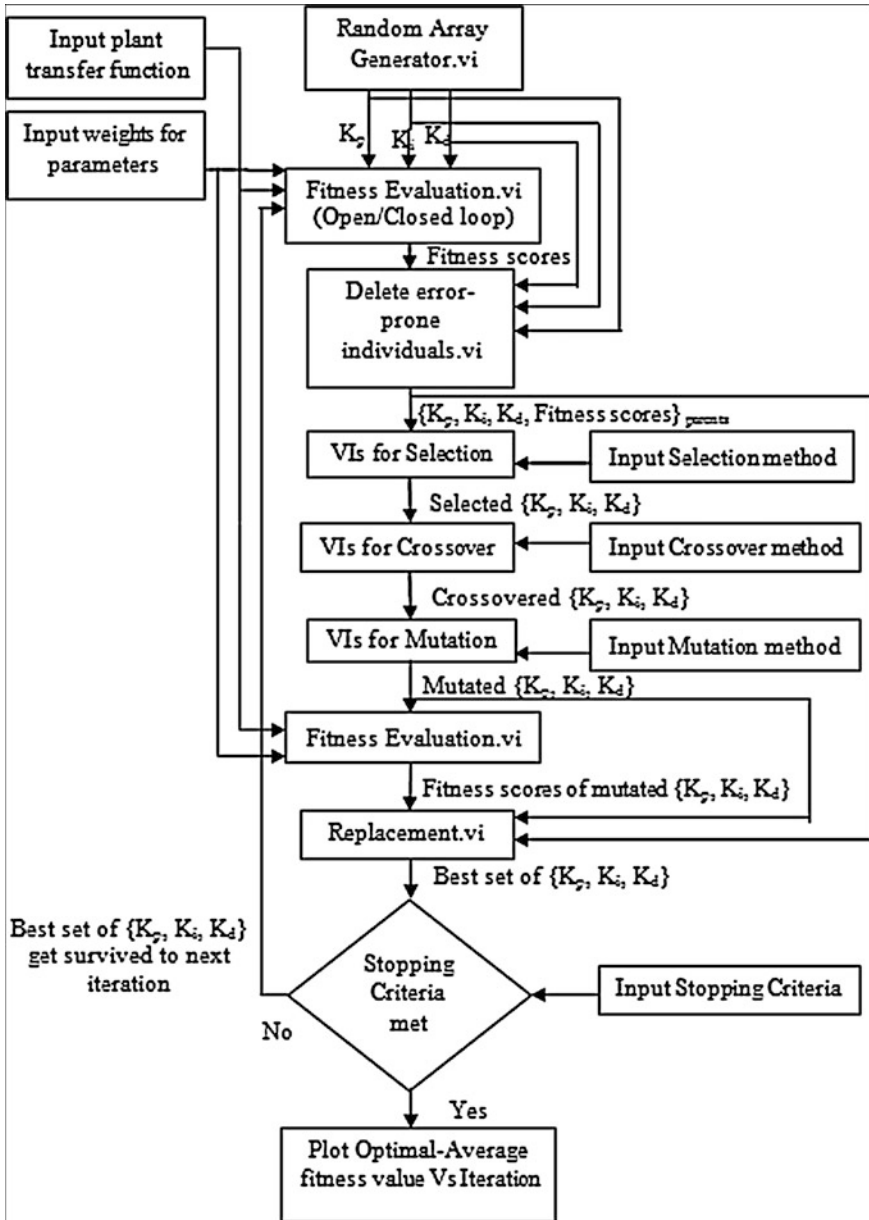 Input plant
transfer function
Random Array
Generator.vi
Input weights for
parameters
Kp Ki Kd
Fitness Evaluation.vi
(Open/Closed loop)
Fitness scores
Delete error-
prone
individuals.vi
{Kp, Ki, Kd, Fitness scores} parents
VIs for Selection
Input Selection method
Selected {Kp, Ki, Kd}
VIs for Crossover
Input Crossover method
Crossovered {Kp, Ki, Kd}
VIs for Mutation
Input Mutation method
Mutated {Kp, Ki, Kd}
Fitness Evaluation.vi
Fitness scores of mutated {Kp, Ki, Kd}
Replacement.vi
Best set of {Kp, Ki, Kd}
Best set of {Kp, Ki, Kd}
get survived to next
iteration
Stopping
Criteria
met
Input Stopping Criteria
No
Yes
Plot Optimal-Average
fitness value Vs Iteration